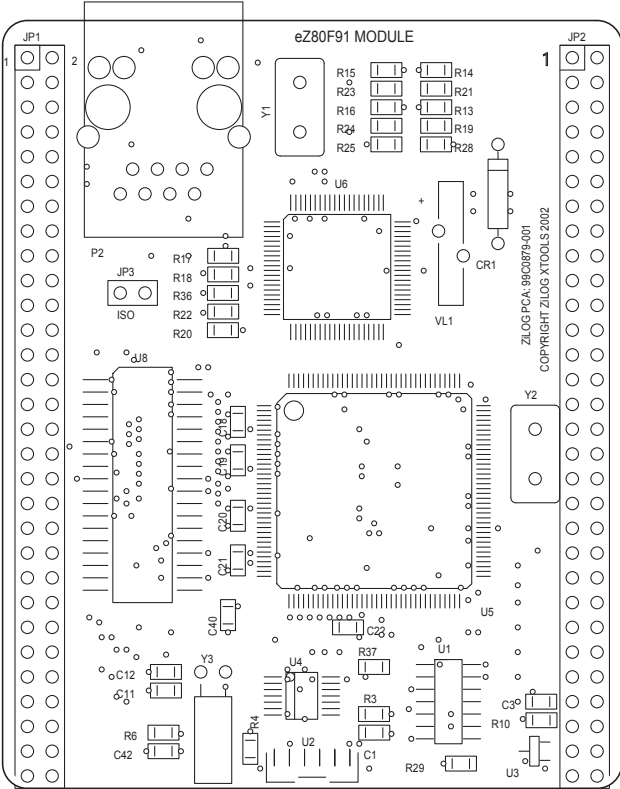 JP1
eZ80F91 MODULE
JP2
1
2
1
R15
R14
R23
R21
Y1
R16
R13
R24
R19
R25
R28
U6
+
P2
R17
CR1
JP3
R18
R36
ISO
R22
VL1
R20
ZILOG PCA: 99C0879-001
COPYRIGHT ZILOG XTOOLS 2002
U8
Y2
C18
C19
C20
C21
C40
U5
C22
U1
Y3
U4
R37
C12
C11
C3
R3
R10
R6
R4
C42
U2
C1
R29
U3